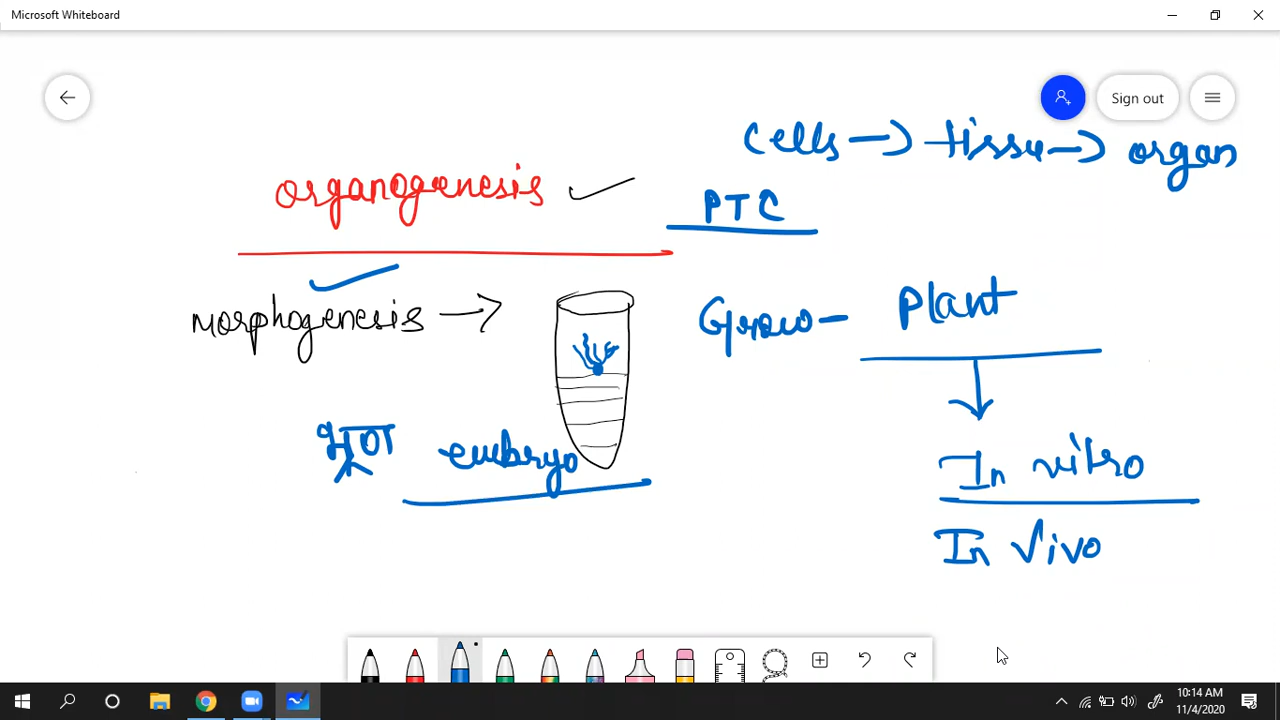 Microsoft Whiteboard
Sign out
cells → tissue → organ
organogenesis ✓
PTC
morphogenesis →
Grow - Plant
भ्रूण embryo
In vitro
In vivo
10:14 AM
11/4/2020